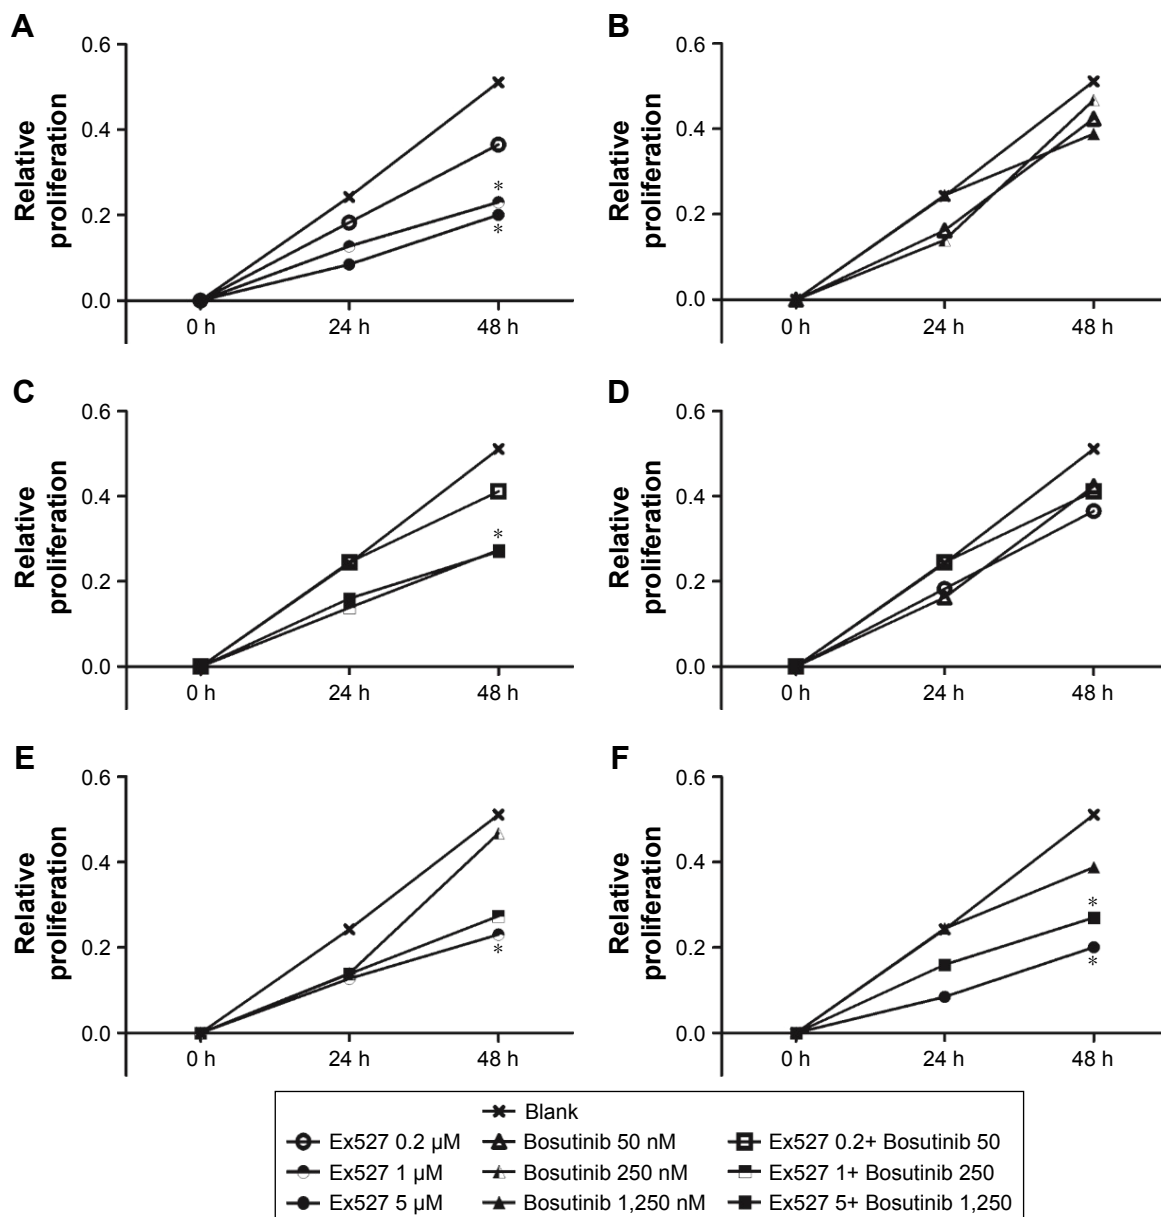 A
Relative
proliferation
0.6
0.4
0.2
0.0
0 h
24 h
48 h
*
*
B
Relative
proliferation
0.6
0.4
0.2
0.0
0 h
24 h
48 h
C
Relative
proliferation
0.6
0.4
0.2
0.0
0 h
24 h
48 h
*
D
Relative
proliferation
0.6
0.4
0.2
0.0
0 h
24 h
48 h
E
Relative
proliferation
0.6
0.4
0.2
0.0
0 h
24 h
48 h
*
F
Relative
proliferation
0.6
0.4
0.2
0.0
0 h
24 h
48 h
*
*
Blank
Ex527 0.2 µM
Bosutinib 50 nM
Ex527 0.2+ Bosutinib 50
Ex527 1 µM
Bosutinib 250 nM
Ex527 1+ Bosutinib 250
Ex527 5 µM
Bosutinib 1,250 nM
Ex527 5+ Bosutinib 1,250